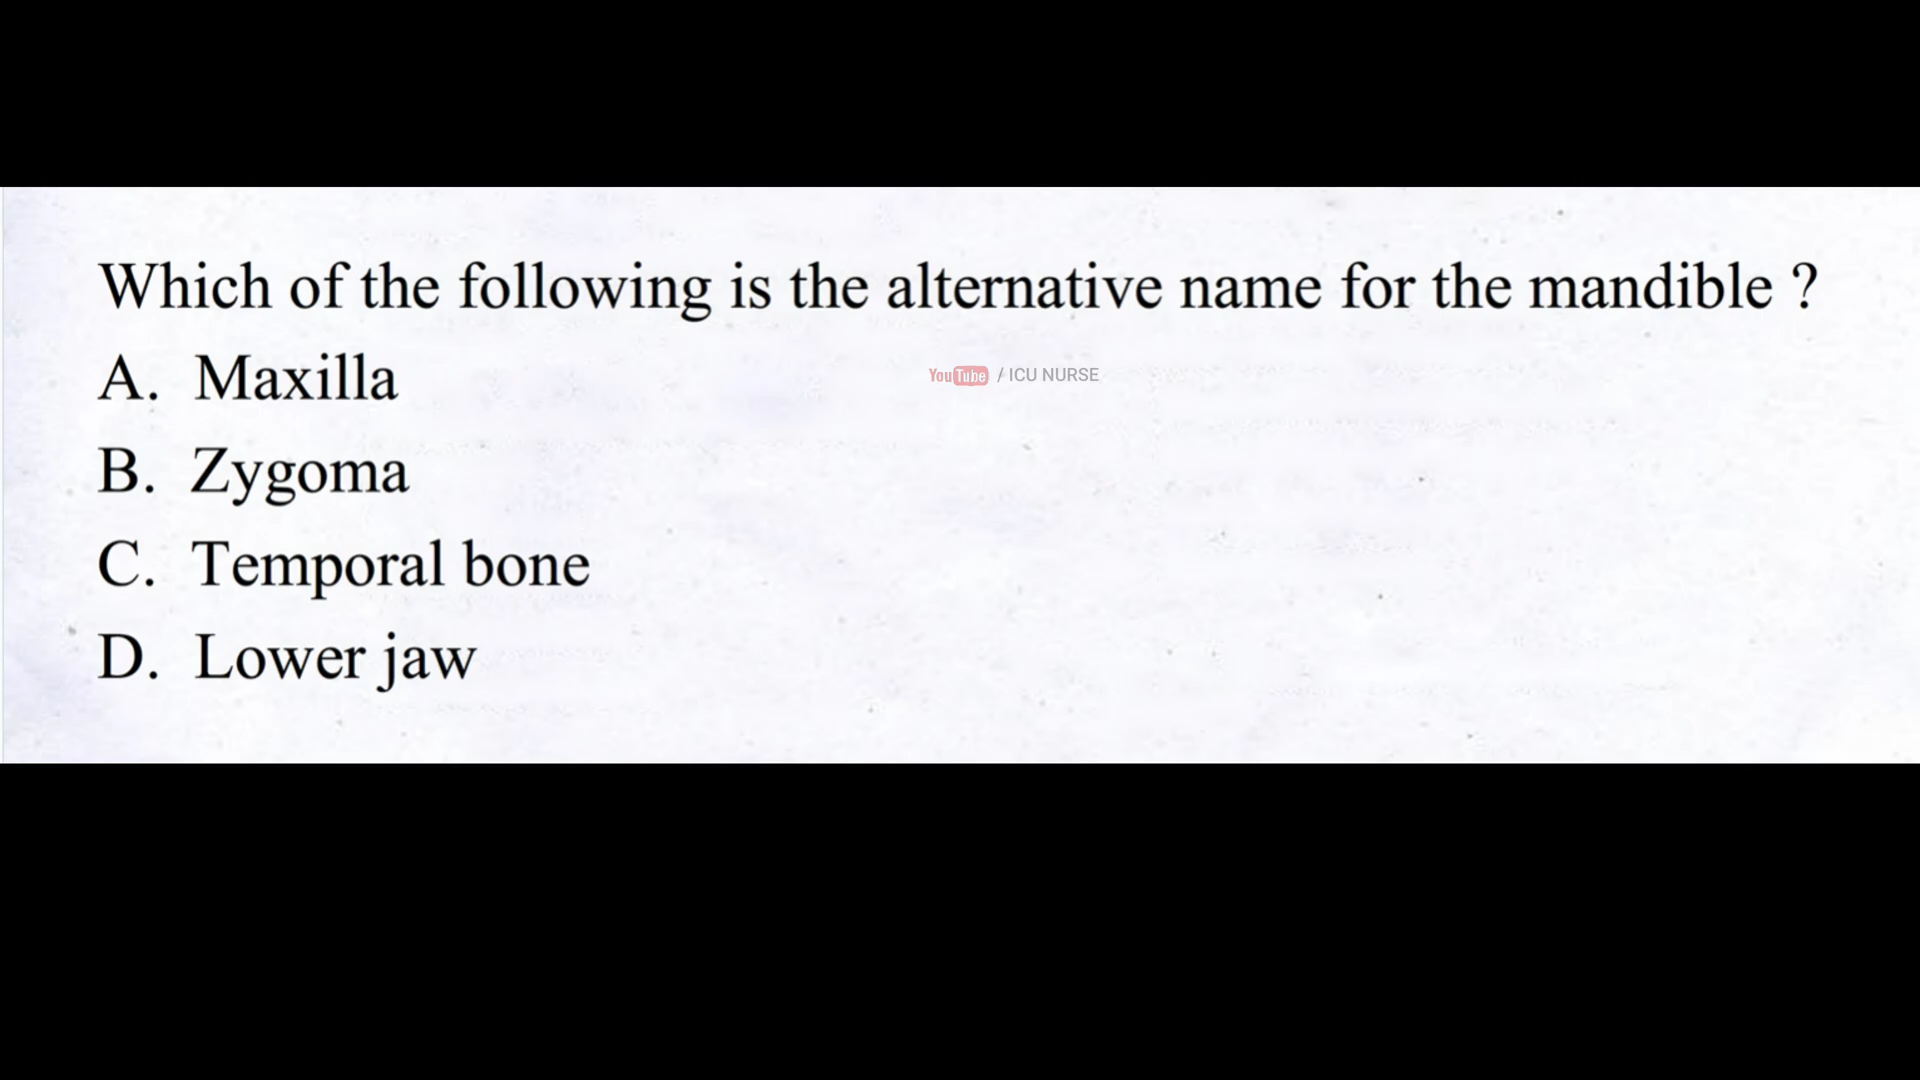 Which of the following is the alternative name for the mandible ?
A. Maxilla
YouTube / ICU NURSE
B. Zygoma
C. Temporal bone
D. Lower jaw